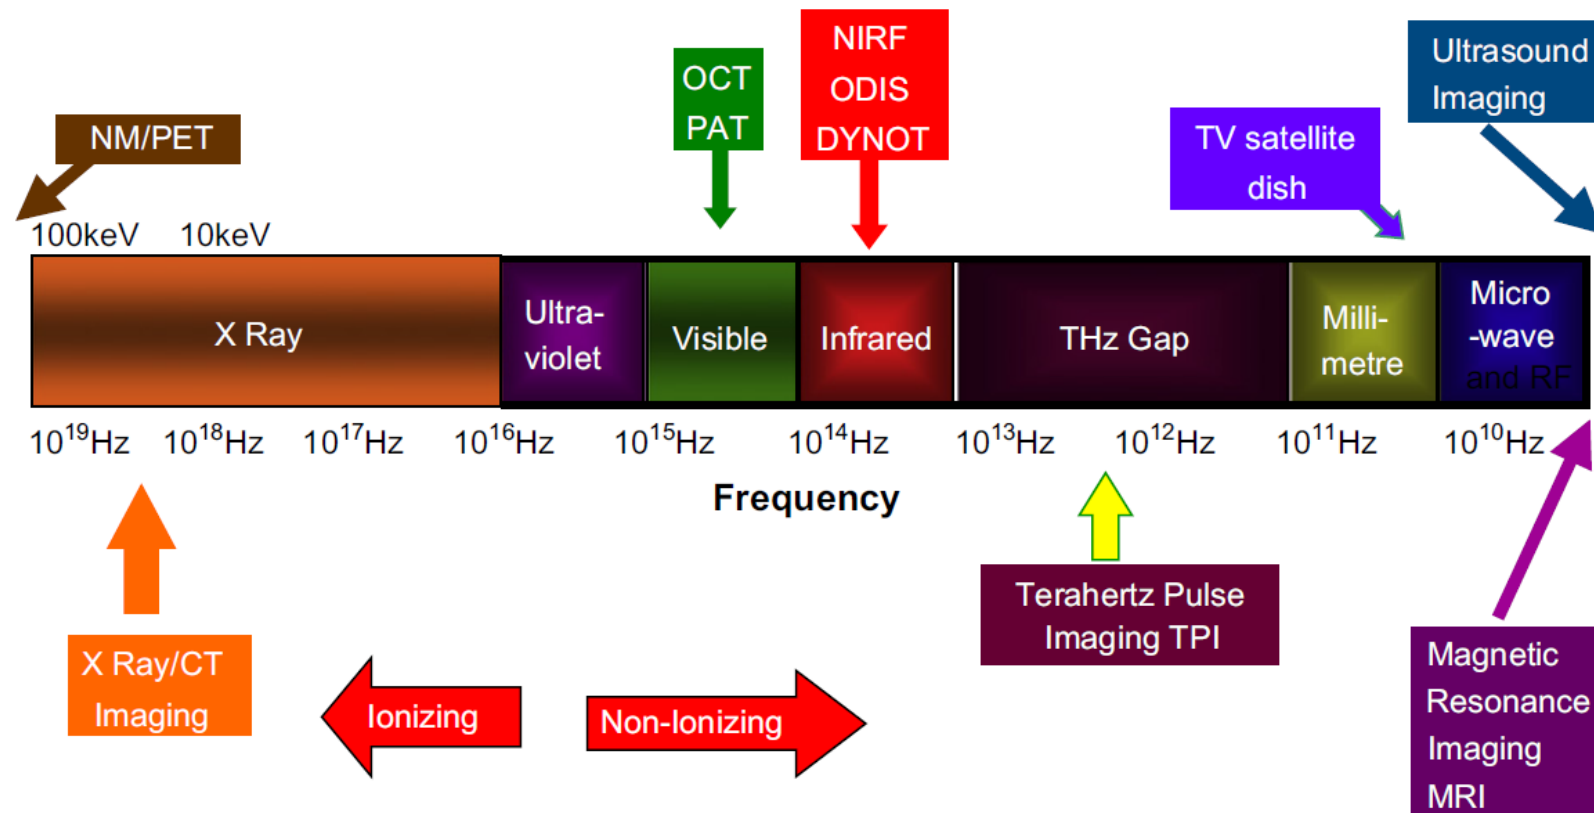 NIRF
ODIS
DYNOT
OCT
PAT
Ultrasound
Imaging
NM/PET
TV satellite
dish
100keV 10keV
X Ray
Ultra-
violet
Visible
Infrared
THz Gap
Milli-
metre
Micro
-wave
and RF
10¹⁹Hz 10¹⁸Hz 10¹⁷Hz 10¹⁶Hz 10¹⁵Hz 10¹⁴Hz 10¹³Hz 10¹²Hz 10¹¹Hz 10¹⁰Hz
Frequency
Terahertz Pulse
Imaging TPI
X Ray/CT
Imaging
Ionizing
Non-Ionizing
Magnetic
Resonance
Imaging
MRI